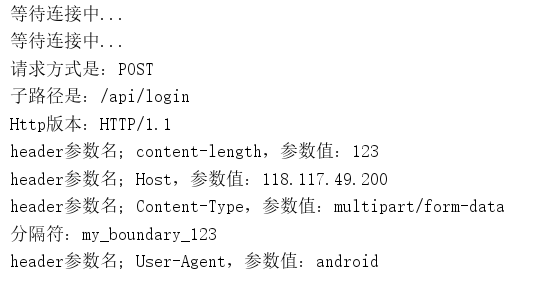 等待连接中...
等待连接中...
请求方式是：POST
子路径是：/api/login
Http版本：HTTP/1.1
header参数名；content-length，参数值：123
header参数名；Host，参数值：118.117.49.200
header参数名；Content-Type，参数值：multipart/form-data
分隔符：my_boundary_123
header参数名；User-Agent，参数值：android